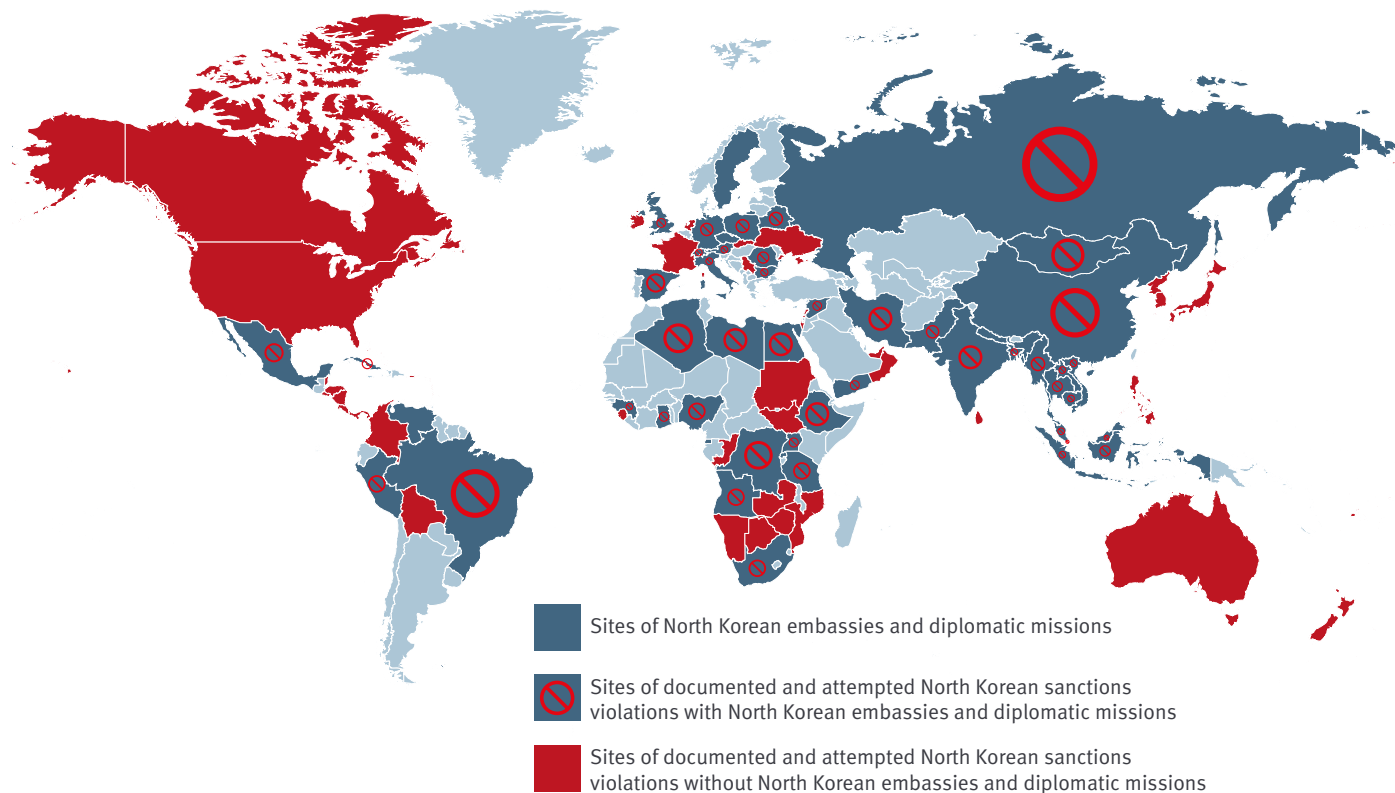 Sites of North Korean embassies and diplomatic missions
Sites of documented and attempted North Korean sanctions
violations with North Korean embassies and diplomatic missions
Sites of documented and attempted North Korean sanctions
violations without North Korean embassies and diplomatic missions